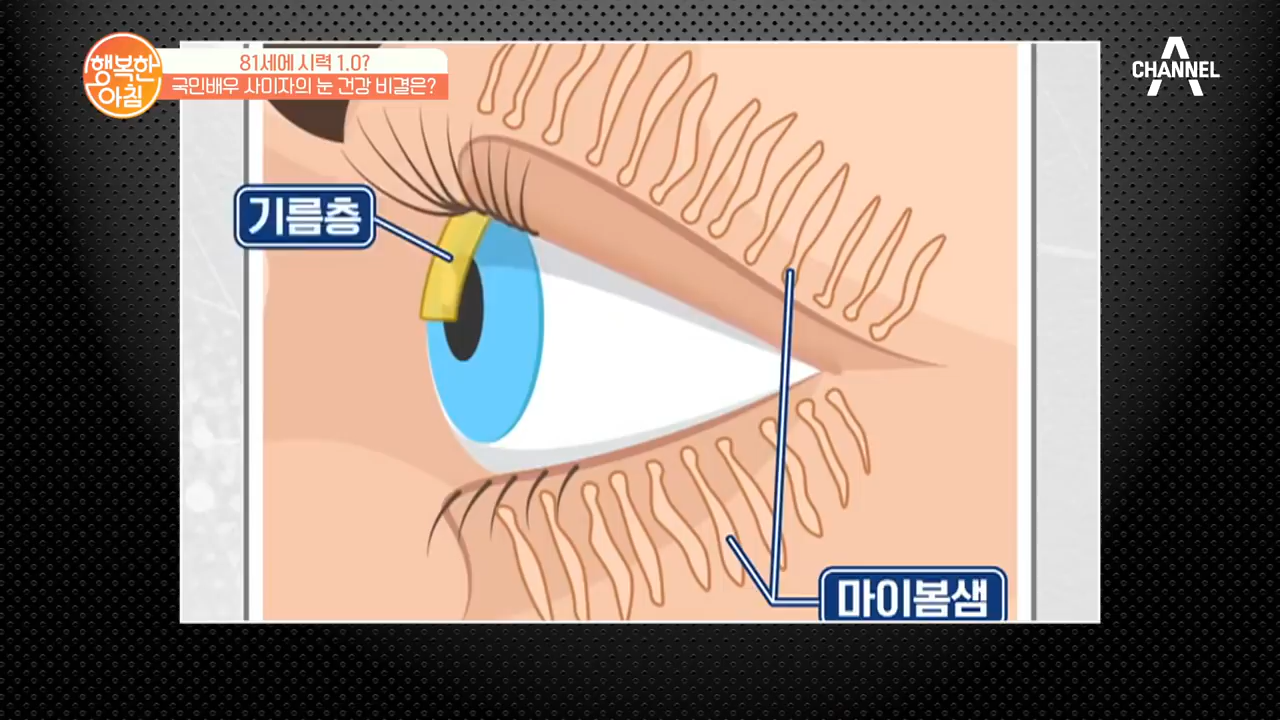 행복한
아침
81세에 시력 1.0?
국민배우 사미자의 눈 건강 비결은?
CHANNEL A
기름층
마이봄샘